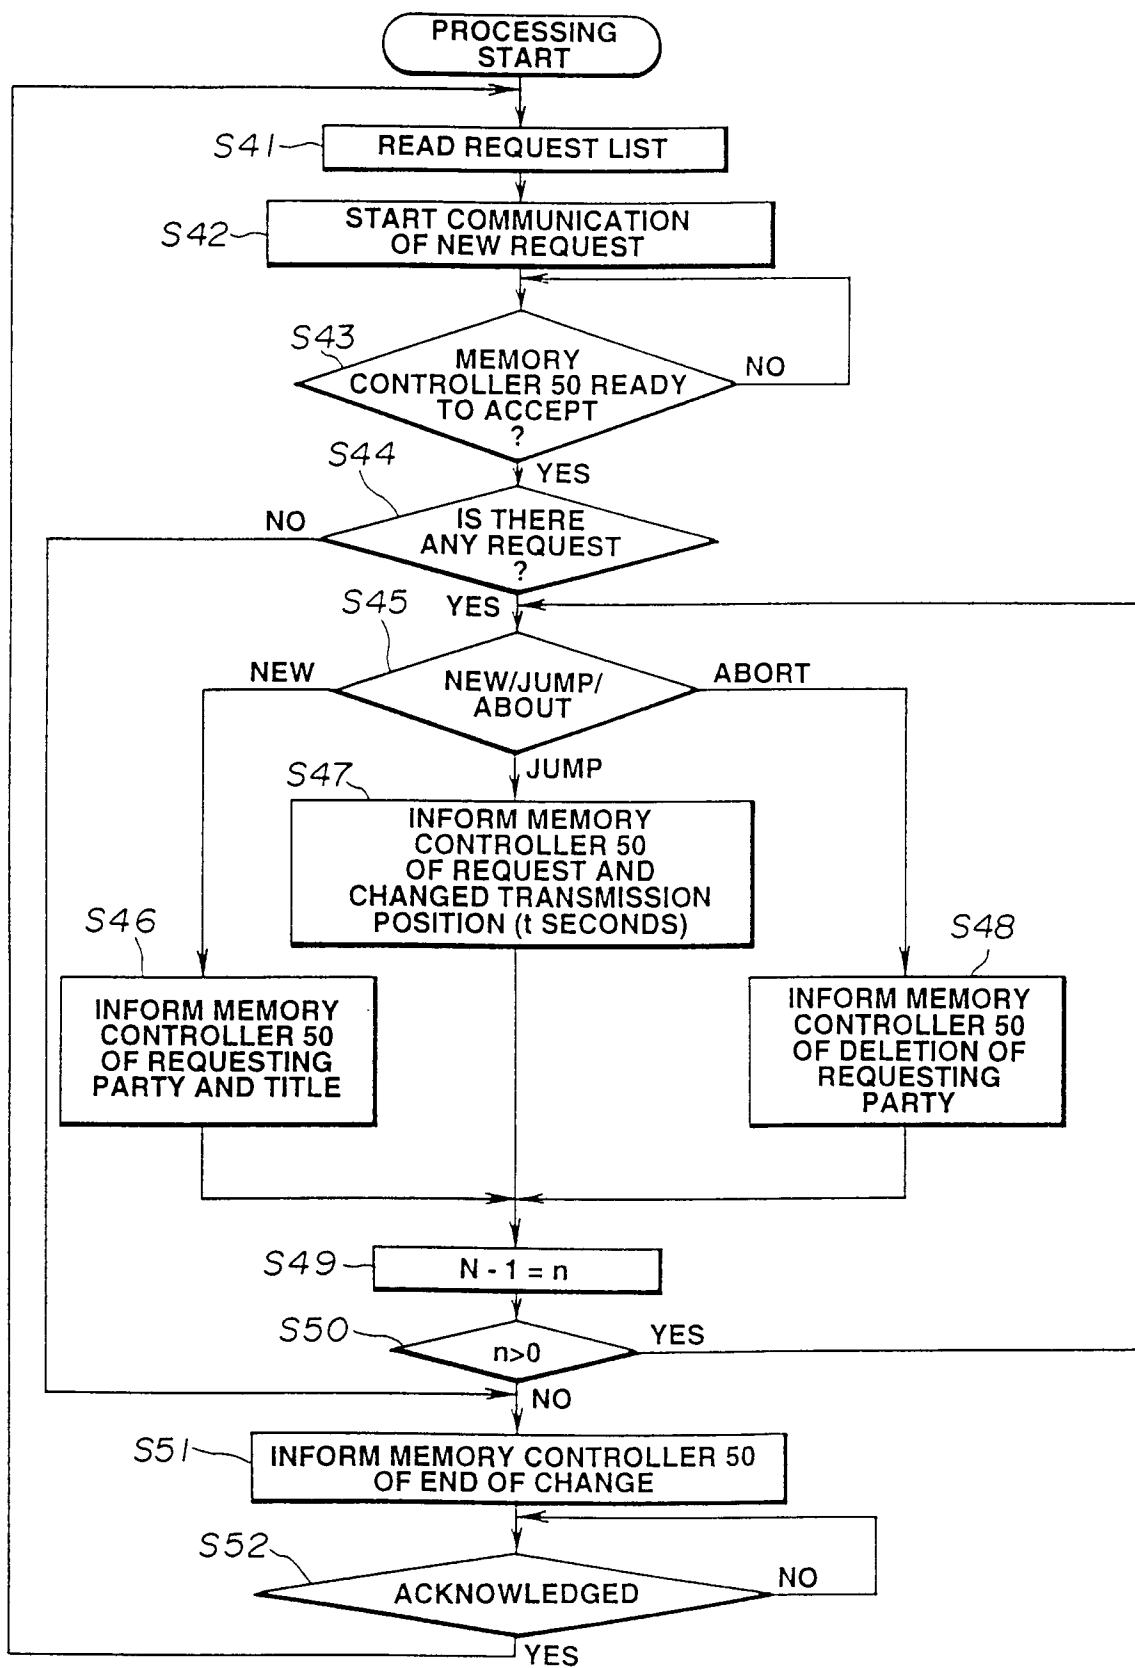 PROCESSING
START
S41
READ REQUEST LIST
S42
START COMMUNICATION
OF NEW REQUEST
S43
MEMORY
CONTROLLER 50 READY
TO ACCEPT
?
NO
YES
S44
IS THERE
ANY REQUEST
?
NO
YES
S45
NEW/JUMP/
ABOUT
NEW
ABORT
JUMP
S47
INFORM MEMORY
CONTROLLER 50
OF REQUEST AND
CHANGED TRANSMISSION
POSITION (t SECONDS)
S46
INFORM MEMORY
CONTROLLER 50
OF REQUESTING
PARTY AND TITLE
S48
INFORM MEMORY
CONTROLLER 50
OF DELETION OF
REQUESTING
PARTY
S49
N - 1 = n
S50
n>0
YES
NO
S51
INFORM MEMORY CONTROLLER 50
OF END OF CHANGE
S52
ACKNOWLEDGED
NO
YES